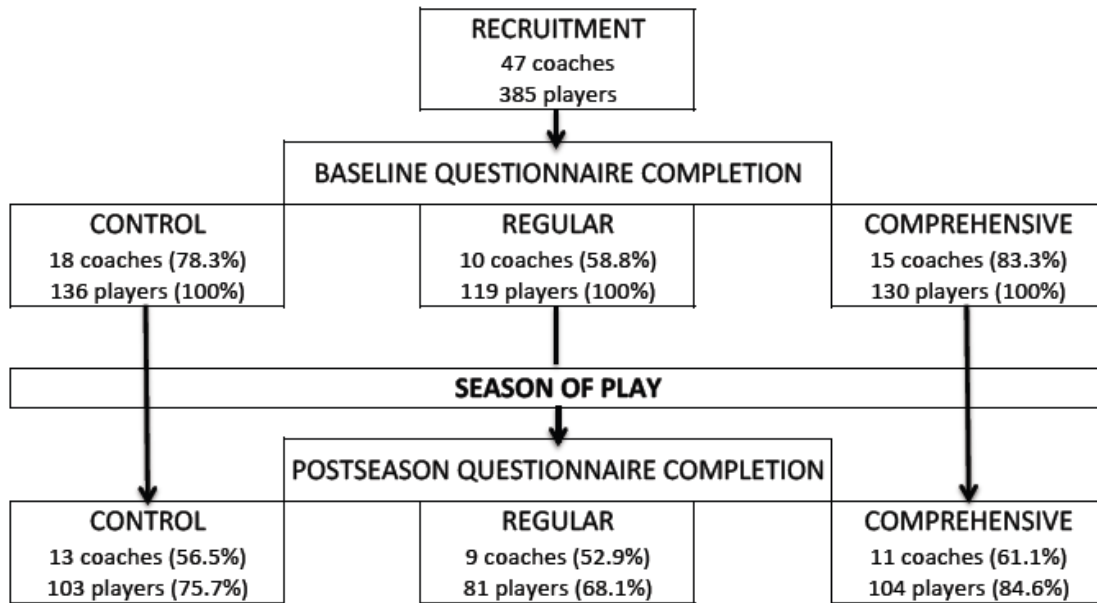 RECRUITMENT
47 coaches
385 players
BASELINE QUESTIONNAIRE COMPLETION
CONTROL
18 coaches (78.3%)
136 players (100%)
REGULAR
10 coaches (58.8%)
119 players (100%)
COMPREHENSIVE
15 coaches (83.3%)
130 players (100%)
SEASON OF PLAY
POSTSEASON QUESTIONNAIRE COMPLETION
CONTROL
13 coaches (56.5%)
103 players (75.7%)
REGULAR
9 coaches (52.9%)
81 players (68.1%)
COMPREHENSIVE
11 coaches (61.1%)
104 players (84.6%)